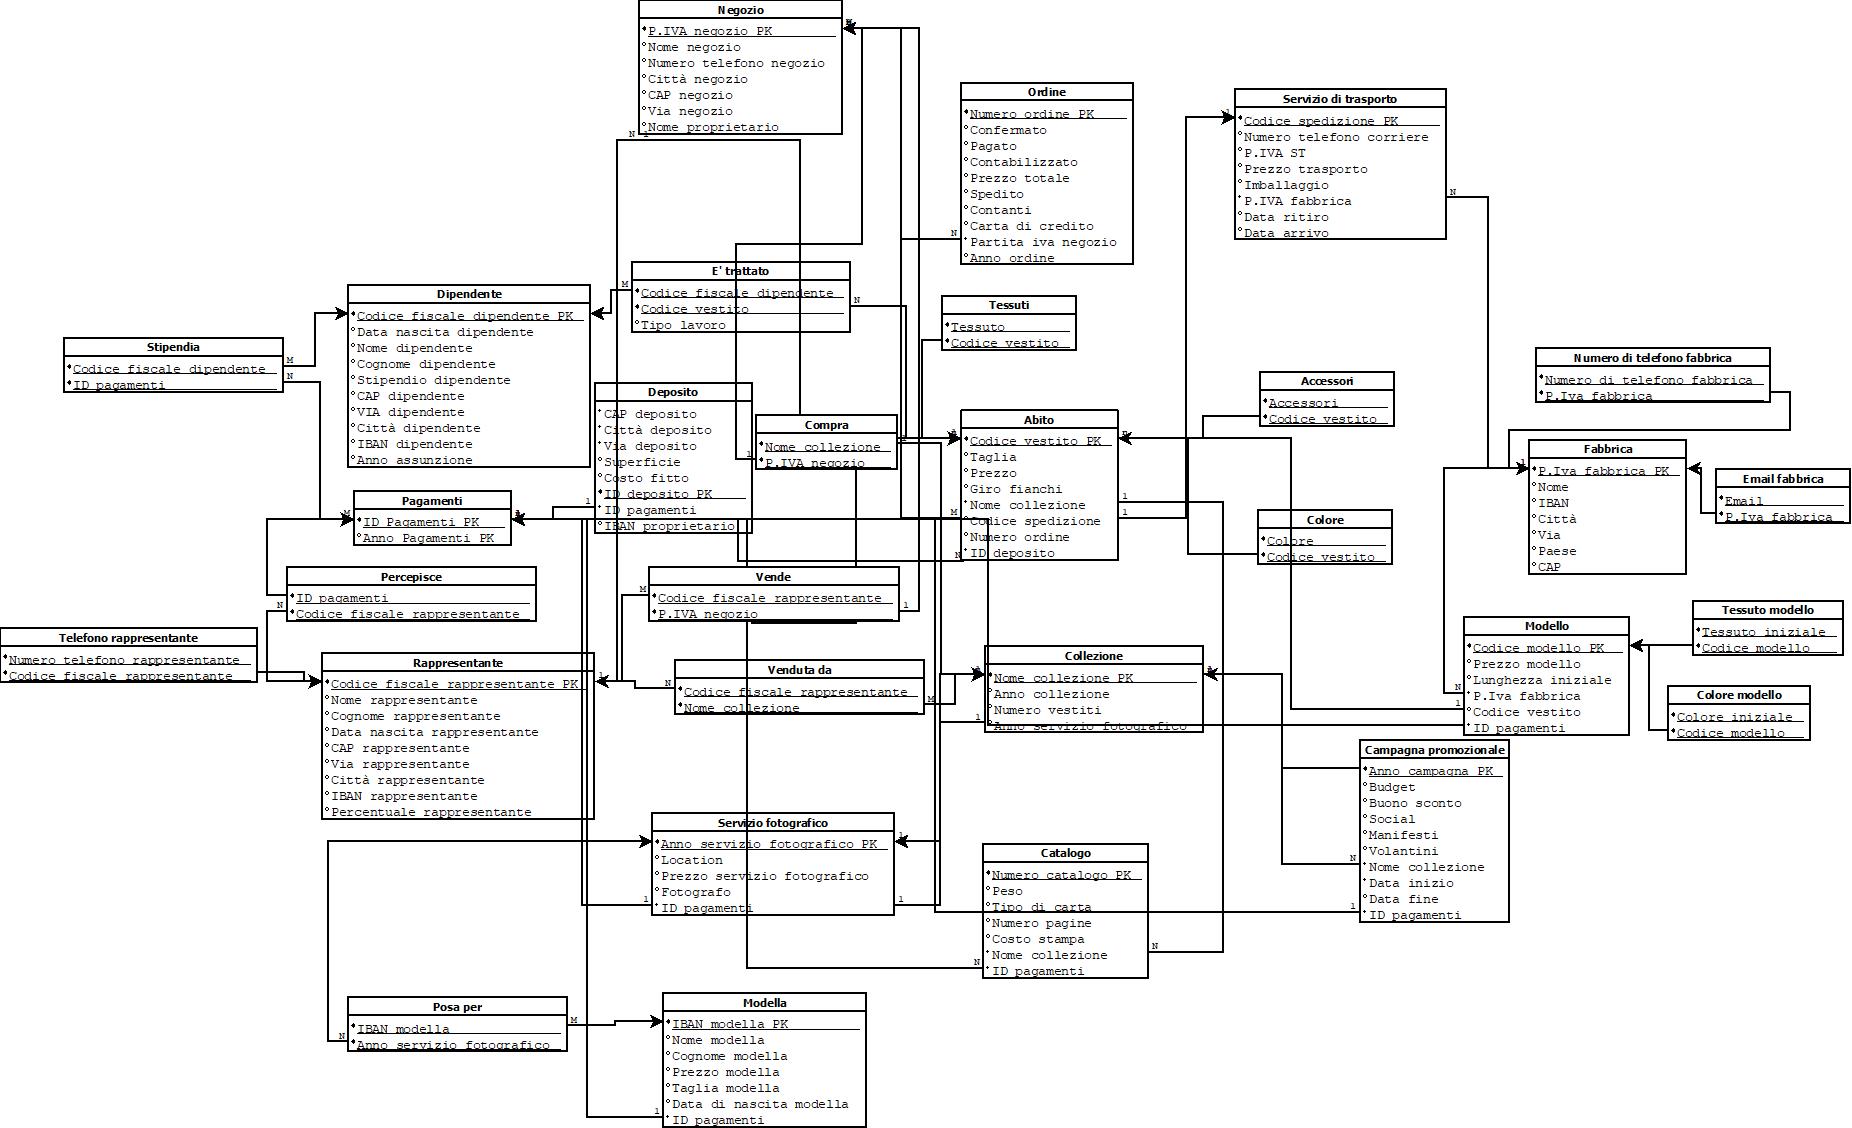 Negozio
P.IVA negozio PK
Nome negozio
Numero telefono negozio
Città negozio
CAP negozio
Via negozio
Nome proprietario
N 1
Ordine
Numero ordine PK
Confermato
Pagato
Contabilizzato
Prezzo totale
Spedito
Contanti
Carta di credito
Partita iva negozio
Anno ordine
N
Servizio di trasporto
Codice spedizione PK
Numero telefono corriere
P.IVA ST
Prezzo trasporto
Imballaggio
P.IVA fabbrica
Data ritiro
Data arrivo
1
N
E' trattato
Codice fiscale dipendente
Codice vestito
Tipo lavoro
M
N
Dipendente
Codice fiscale dipendente PK
Data nascita dipendente
Nome dipendente
Cognome dipendente
Stipendio dipendente
CAP dipendente
VIA dipendente
Città dipendente
IBAN dipendente
Anno assunzione
Tessuti
Tessuto
Codice vestito
Stipendia
Codice fiscale dipendente
ID pagamenti
M
N
Numero di telefono fabbrica
Numero di telefono fabbrica
P.Iva fabbrica
Accessori
Accessori
Codice vestito
Deposito
CAP deposito
Città deposito
Via deposito
Superficie
Costo fitto
ID deposito PK
ID pagamenti
IBAN proprietario
1
Compra
Nome collezione
P.IVA negozio
1
Abito
Codice vestito PK
Taglia
Prezzo
Giro fianchi
Nome collezione
Codice spedizione
Numero ordine
ID deposito
1
1
M
N
Fabbrica
P.Iva fabbrica PK
Nome
IBAN
Città
Via
Paese
CAP
Email fabbrica
Email
P.Iva fabbrica
Pagamenti
ID Pagamenti PK
Anno Pagamenti PK
Colore
Colore
Codice vestito
Percepisce
ID pagamenti
Codice fiscale rappresentante
N
Vende
Codice fiscale rappresentante
P.IVA negozio
M
1
Telefono rappresentante
Numero telefono rappresentante
Codice fiscale rappresentante
Rappresentante
Codice fiscale rappresentante PK
Nome rappresentante
Cognome rappresentante
Data nascita rappresentante
CAP rappresentante
Via rappresentante
Città rappresentante
IBAN rappresentante
Percentuale rappresentante
Venduta da
Codice fiscale rappresentante
Nome collezione
N
M
Collezione
Nome collezione PK
Anno collezione
Numero vestiti
Anno servizio fotografico
1
Modello
Codice modello PK
Prezzo modello
Lunghezza iniziale
P.Iva fabbrica
Codice vestito
ID pagamenti
N
1
Tessuto modello
Tessuto iniziale
Codice modello
Colore modello
Colore iniziale
Codice modello
Campagna promozionale
Anno campagna PK
Budget
Buono sconto
Social
Manifesti
Volantini
Nome collezione
Data inizio
Data fine
ID pagamenti
N
1
Servizio fotografico
Anno servizio fotografico PK
Location
Prezzo servizio fotografico
Fotografo
ID pagamenti
1
1
1
Catalogo
Numero catalogo PK
Peso
Tipo di carta
Numero pagine
Costo stampa
Nome collezione
ID pagamenti
N
N
Posa per
IBAN modella
Anno servizio fotografico
M
N
Modella
IBAN modella PK
Nome modella
Cognome modella
Prezzo modella
Taglia modella
Data di nascita modella
ID pagamenti
1